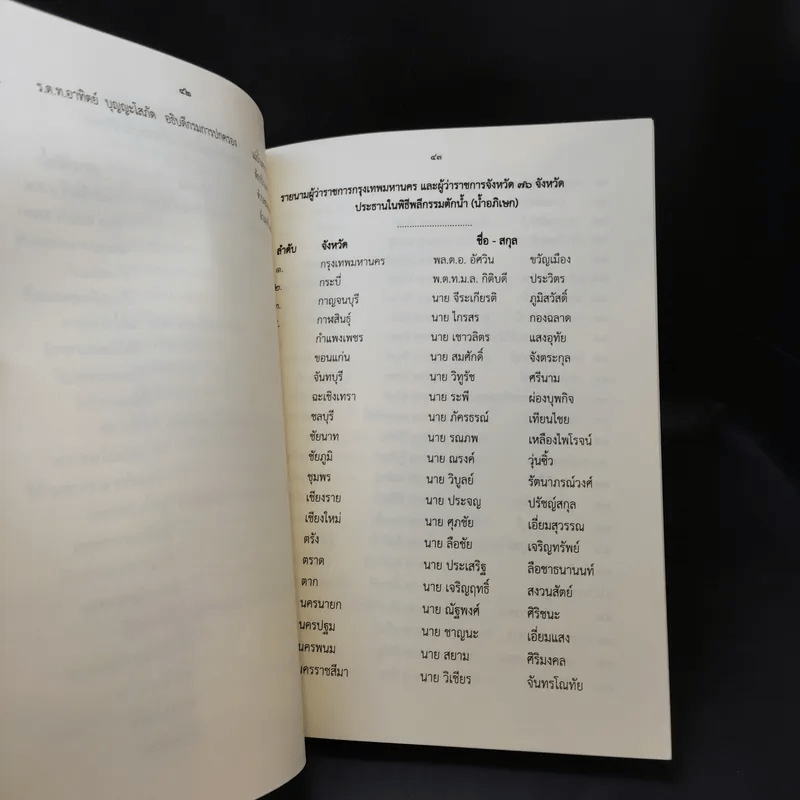 ๔๒
ร.ต.ท.อาทิตย์ บุญญะโสภัต อธิบดีกรมการปกครอง
๔๓
รายนามผู้ว่าราชการกรุงเทพมหานคร และผู้ว่าราชการจังหวัด ๗๖ จังหวัด
ประธานในพิธีพลีกรรมตักน้ำ (น้ำอภิเษก)
ลำดับ จังหวัด ชื่อ - สกุล
๑. กรุงเทพมหานคร พล.ต.อ. อัศวิน ขวัญเมือง
๒. กระบี่ พ.ต.ท.ม.ล. กิติบดี ประวิตร
๓. กาญจนบุรี นาย จีระเกียรติ ภูมิสวัสดิ์
กาฬสินธุ์ นาย ไกรสร กองฉลาด
กำแพงเพชร นาย เชาวลิตร แสงอุทัย
ขอนแก่น นาย สมศักดิ์ จังตระกุล
จันทบุรี นาย วิทูรัช ศรีนาม
ฉะเชิงเทรา นาย ระพี ผ่องบุพกิจ
ชลบุรี นาย ภัครธรณ์ เทียนไชย
ชัยนาท นาย รณภพ เหลืองไพโรจน์
ชัยภูมิ นาย ณรงค์ วุ่นซิ้ว
ชุมพร นาย วิบูลย์ รัตนาภรณ์วงศ์
เชียงราย นาย ประจญ ปรัชญ์สกุล
เชียงใหม่ นาย ศุภชัย เอี่ยมสุวรรณ
ตรัง นาย ลือชัย เจริญทรัพย์
ตราด นาย ประเสริฐ ลือชาธนานนท์
ตาก นาย เจริญฤทธิ์ สงวนสัตย์
นครนายก นาย ณัฐพงศ์ ศิริชนะ
นครปฐม นาย ชาญนะ เอี่ยมแสง
นครพนม นาย สยาม ศิริมงคล
นครราชสีมา นาย วิเชียร จันทรโณทัย